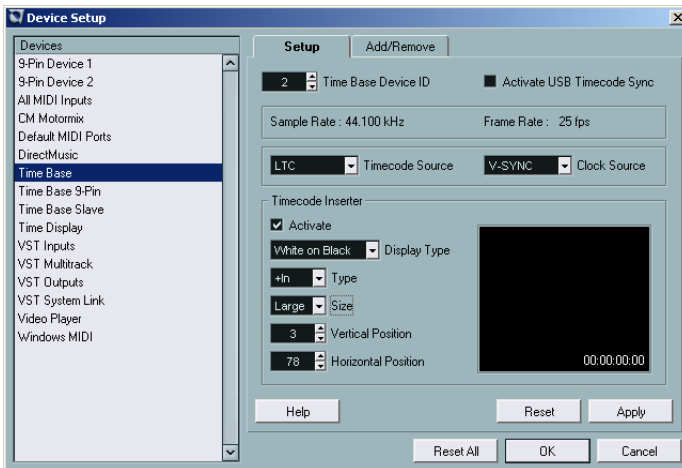 Device Setup
Devices
9-Pin Device 1
9-Pin Device 2
All MIDI Inputs
CM Motormix
Default MIDI Ports
DirectMusic
Time Base
Time Base 9-Pin
Time Base Slave
Time Display
VST Inputs
VST Multitrack
VST Outputs
VST System Link
Video Player
Windows MIDI
Setup Add/Remove
2 Time Base Device ID Activate USB Timecode Sync
Sample Rate : 44.100 kHz Frame Rate : 25 fps
LTC Timecode Source V-SYNC Clock Source
Timecode Inserter
Activate
White on Black Display Type
+In Type
Large Size
3 Vertical Position
78 Horizontal Position
00:00:00:00
Help Reset Apply
Reset All OK Cancel